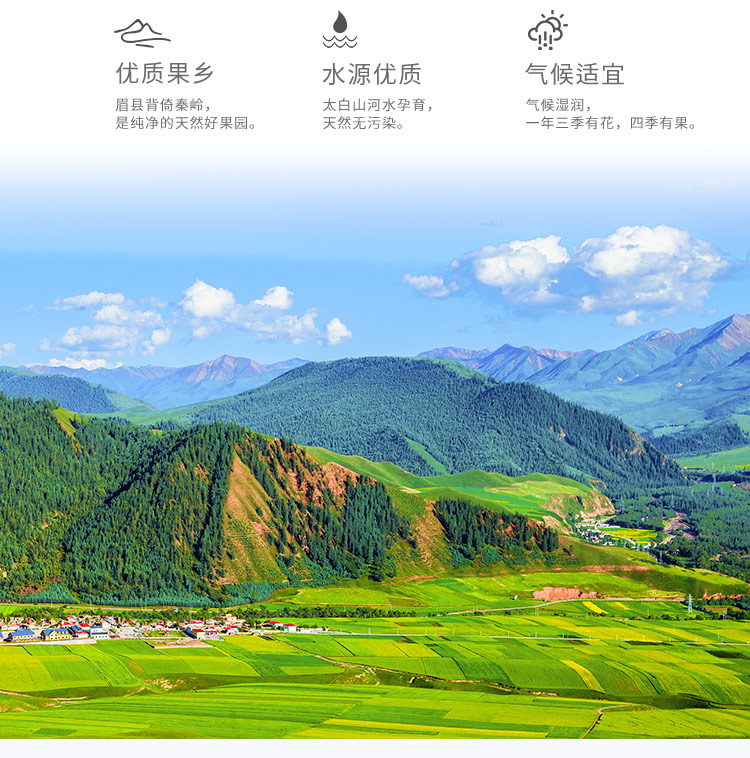 优质果乡
眉县背倚秦岭，
是纯净的天然好果园。
水源优质
太白山河水孕育，
天然无污染。
气候适宜
气候湿润，
一年三季有花，四季有果。